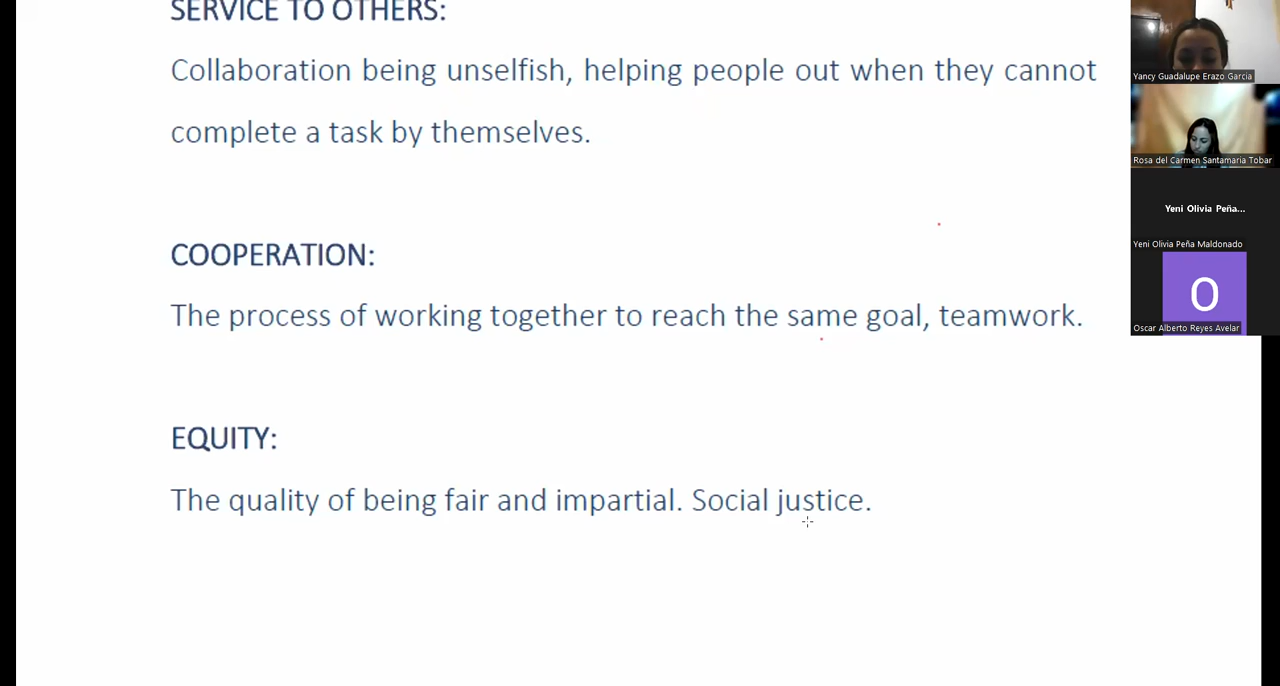 SERVICE TO OTHERS:
Collaboration being unselfish, helping people out when they cannot
complete a task by themselves.
COOPERATION:
The process of working together to reach the same goal, teamwork.
EQUITY:
The quality of being fair and impartial. Social justice.
Yancy Guadalupe Erazo Garcia
Rosa del Carmen Santamaria Tobar
Yeni Olivia Peña...
Yeni Olivia Peña Maldonado
O
Oscar Alberto Reyes Avelar